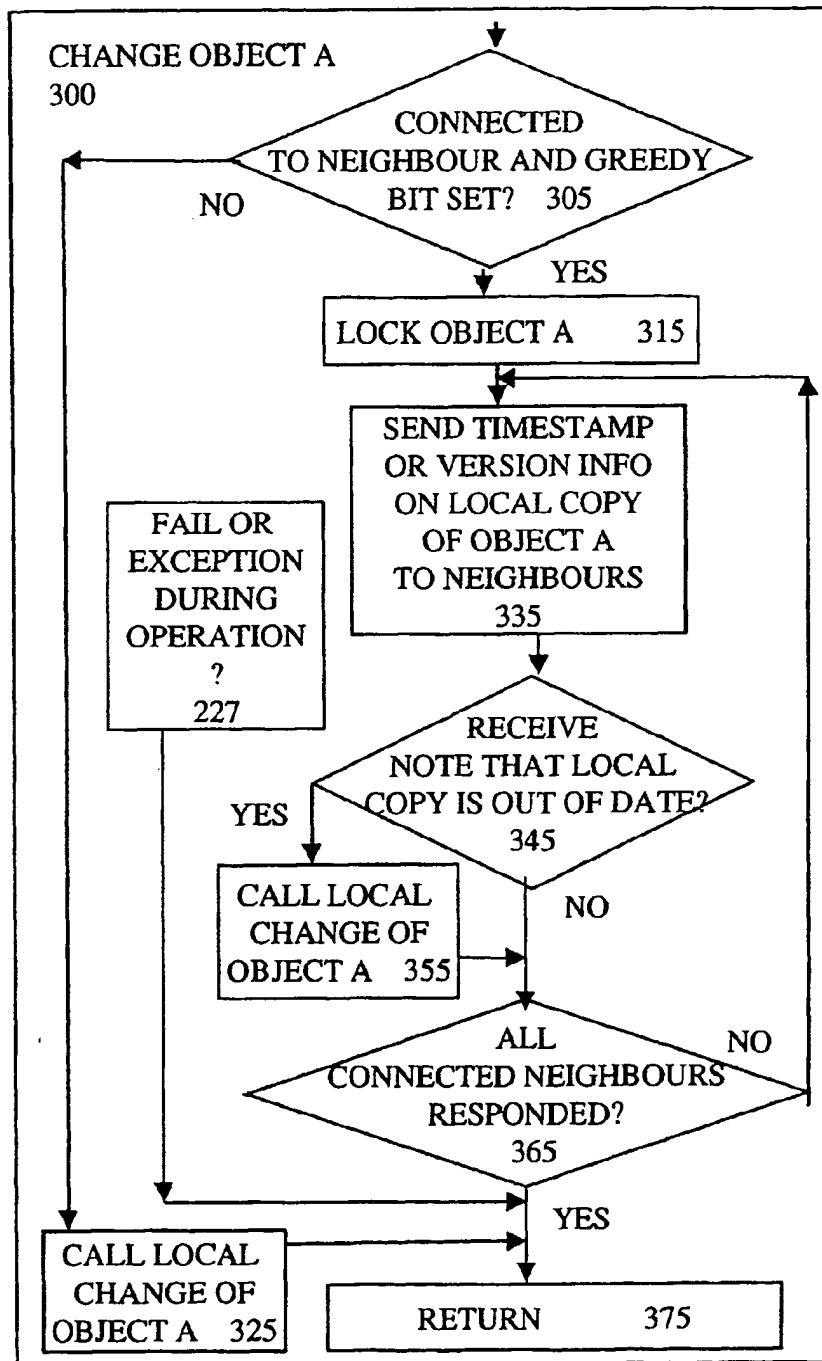 CHANGE OBJECT A
300
CONNECTED
TO NEIGHBOUR AND GREEDY
BIT SET? 305
NO
YES
LOCK OBJECT A 315
SEND TIMESTAMP
OR VERSION INFO
ON LOCAL COPY
OF OBJECT A
TO NEIGHBOURS
335
FAIL OR
EXCEPTION
DURING
OPERATION
?
227
RECEIVE
NOTE THAT LOCAL
COPY IS OUT OF DATE?
345
YES
NO
CALL LOCAL
CHANGE OF
OBJECT A 355
ALL
CONNECTED NEIGHBOURS
RESPONDED?
365
NO
YES
CALL LOCAL
CHANGE OF
OBJECT A 325
RETURN 375